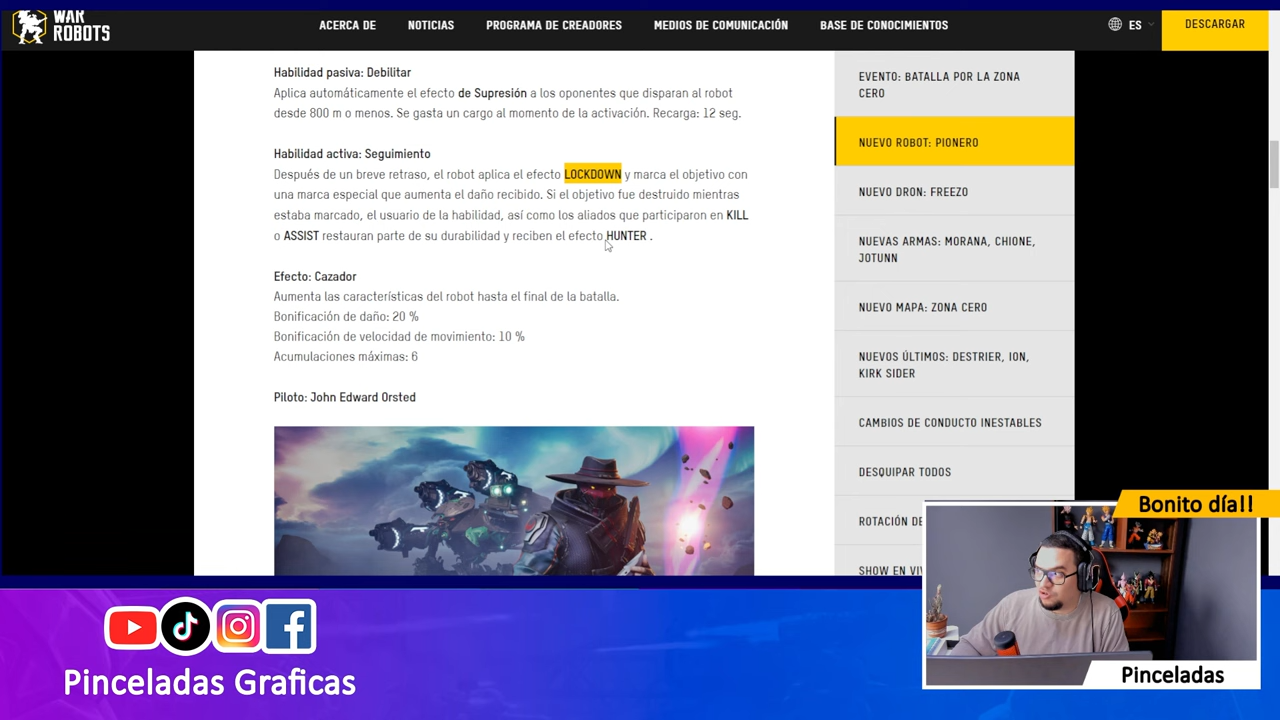 WAR
ROBOTS
ACERCA DE
NOTICIAS
PROGRAMA DE CREADORES
MEDIOS DE COMUNICACIÓN
BASE DE CONOCIMIENTOS
ES
DESCARGAR
Habilidad pasiva: Debilitar
Aplica automáticamente el efecto de Supresión a los oponentes que disparan al robot
desde 800 m o menos. Se gasta un cargo al momento de la activación. Recarga: 12 seg.
Habilidad activa: Seguimiento
Después de un breve retraso, el robot aplica el efecto LOCKDOWN y marca el objetivo con
una marca especial que aumenta el daño recibido. Si el objetivo fue destruido mientras
estaba marcado, el usuario de la habilidad, así como los aliados que participaron en KILL
o ASSIST restauran parte de su durabilidad y reciben el efecto HUNTER .
Efecto: Cazador
Aumenta las características del robot hasta el final de la batalla.
Bonificación de daño: 20 %
Bonificación de velocidad de movimiento: 10 %
Acumulaciones máximas: 6
Piloto: John Edward Orsted
EVENTO: BATALLA POR LA ZONA
CERO
NUEVO ROBOT: PIONERO
NUEVO DRON: FREEZO
NUEVAS ARMAS: MORANA, CHIONE,
JOTUNN
NUEVO MAPA: ZONA CERO
NUEVOS ÚLTIMOS: DESTRIER, ION,
KIRK SIDER
CAMBIOS DE CONDUCTO INESTABLES
DESQUIPAR TODOS
ROTACIÓN DE
SHOW EN VIV
Bonito día!!
Pinceladas
Pinceladas Graficas